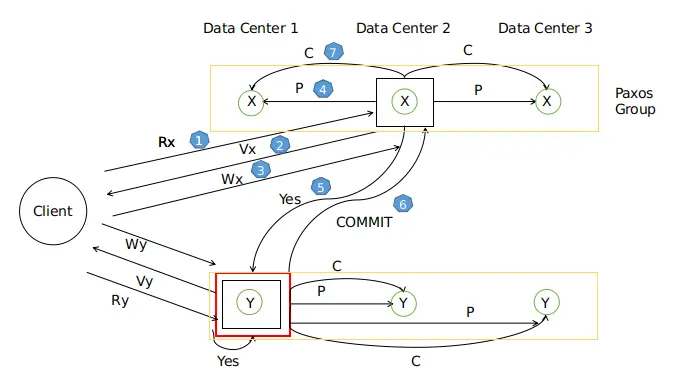 Data Center 1 Data Center 2 Data Center 3
C 7 C
P 4 P
X X X
Paxos
Group
Rx 1
Vx 2
Wx 3
Yes 5
6
COMMIT
Client
Wy
Vy
Ry
C
P
P
Y Y Y
Yes C